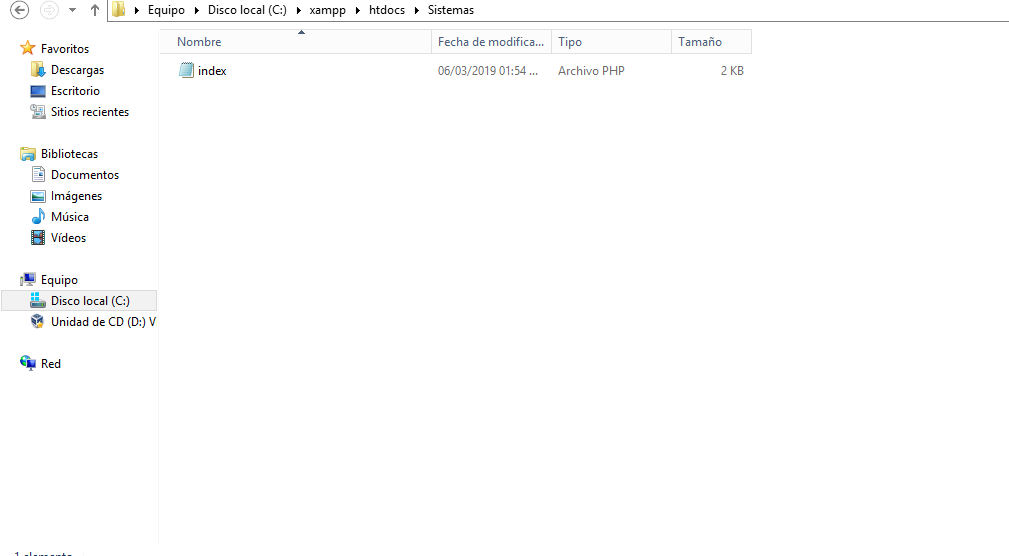 Equipo Disco local (C:) xampp htdocs Sistemas
Nombre Fecha de modifica... Tipo Tamaño
index 06/03/2019 01:54 ... Archivo PHP 2 KB
Favoritos
Descargas
Escritorio
Sitios recientes
Bibliotecas
Documentos
Imágenes
Música
Vídeos
Equipo
Disco local (C:)
Unidad de CD (D:) V
Red
1 elemento